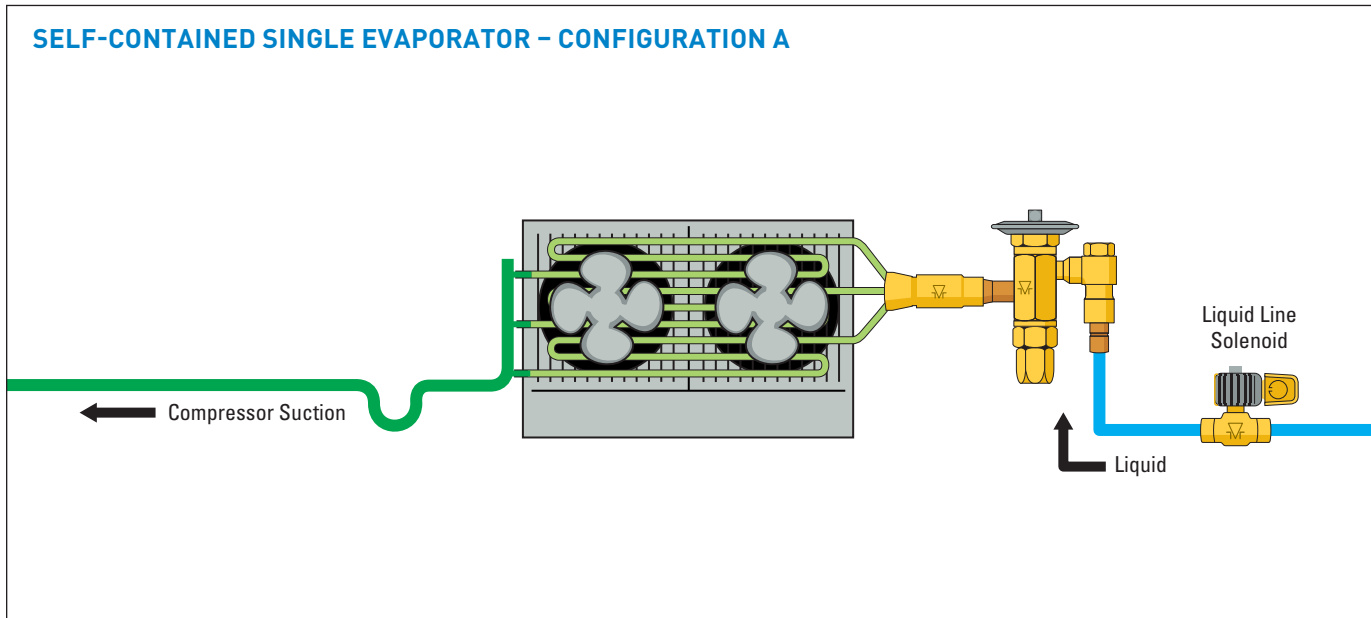 SELF-CONTAINED SINGLE EVAPORATOR – CONFIGURATION A
Liquid Line
Solenoid
Compressor Suction
Liquid